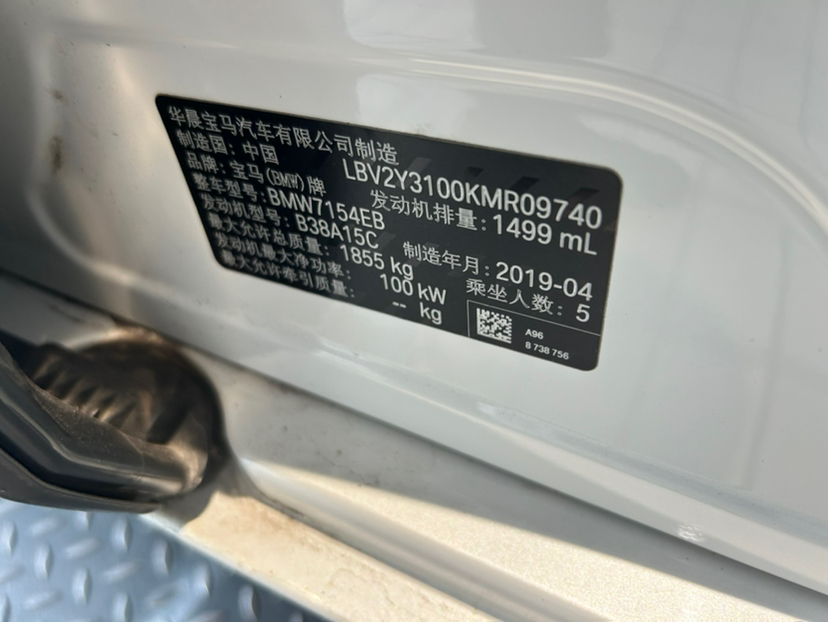 华晨宝马汽车有限公司制造
制造国：中国
LBV2Y3100KMR09740
品牌：宝马(BMW)牌
发动机排量：1499 mL
整车型号：BMW7154EB
发动机型号：B38A15C
制造年月：2019-04
最大允许总质量：1855 kg
乘坐人数：5
发动机最大净功率：100 kW
最大允许牵引质量：-- kg
A96
8 738 756